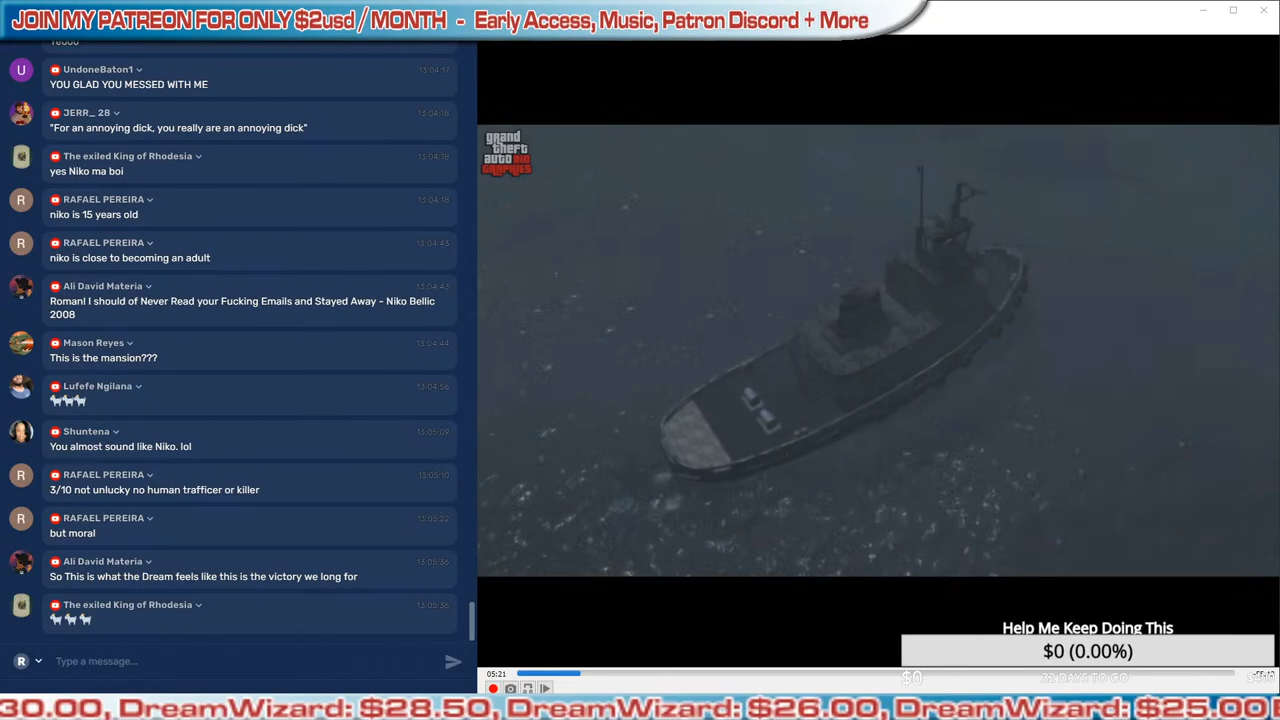 JOIN MY PATREON FOR ONLY $2usd / MONTH - Early Access, Music, Patron Discord + More
U
UndoneBaton1
13:04:17
YOU GLAD YOU MESSED WITH ME
JERR_ 28
13:04:18
"For an annoying dick, you really are an annoying dick"
The exiled King of Rhodesia
13:04:18
yes Niko ma boi
R
RAFAEL PEREIRA
13:04:18
niko is 15 years old
R
RAFAEL PEREIRA
13:04:43
niko is close to becoming an adult
Ali David Materia
13:04:43
Romanl I should of Never Read your Fucking Emails and Stayed Away - Niko Bellic
2008
Mason Reyes
13:04:44
This is the mansion???
Lufefe Ngilana
13:04:56
Shuntena
13:05:09
You almost sound like Niko. lol
R
RAFAEL PEREIRA
13:05:10
3/10 not unlucky no human trafficer or killer
R
RAFAEL PEREIRA
13:05:22
but moral
Ali David Materia
13:05:36
So This is what the Dream feels like this is the victory we long for
The exiled King of Rhodesia
13:05:36
R
Type a message...
grand
theft
auto RIO
GRAPHIES
Help Me Keep Doing This
$0 (0.00%)
$0
32 DAYS TO GO
05:21
30.00, DreamWizard: $28.50, DreamWizard: $26.00, DreamWizard: $25.00